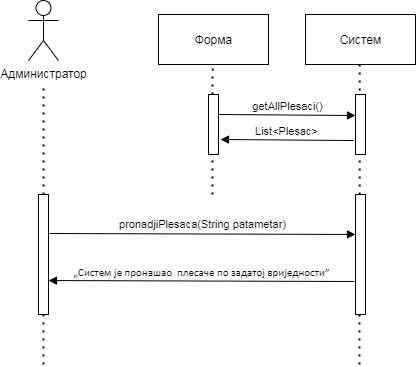 Администратор
Форма
Систем
getAllPlesaci()
List<Plesac>
pronadjiPlesaca(String patametar)
„Систем је пронашао плесаче по задатој вриједности”